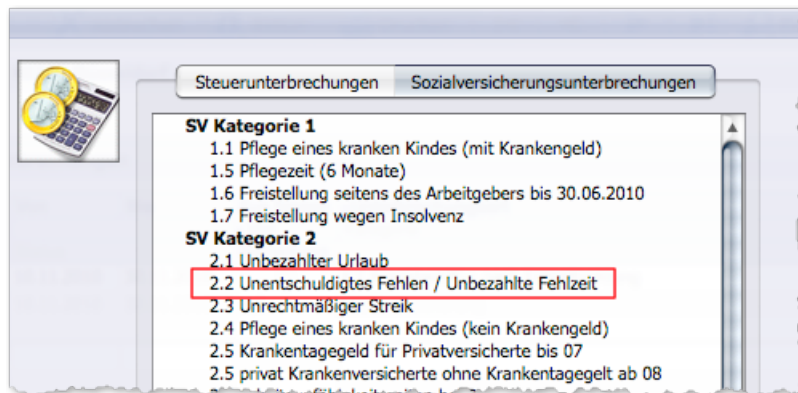 Steuerunterbrechungen Sozialversicherungsunterbrechungen
SV Kategorie 1
1.1 Pflege eines kranken Kindes (mit Krankengeld)
1.5 Pflegezeit (6 Monate)
1.6 Freistellung seitens des Arbeitgebers bis 30.06.2010
1.7 Freistellung wegen Insolvenz
SV Kategorie 2
2.1 Unbezahlter Urlaub
2.2 Unentschuldigtes Fehlen / Unbezahlte Fehlzeit
2.3 Unrechtmäßiger Streik
2.4 Pflege eines kranken Kindes (kein Krankengeld)
2.5 Krankentagegeld für Privatversicherte bis 07
2.5 privat Krankenversicherte ohne Krankentagegelt ab 08